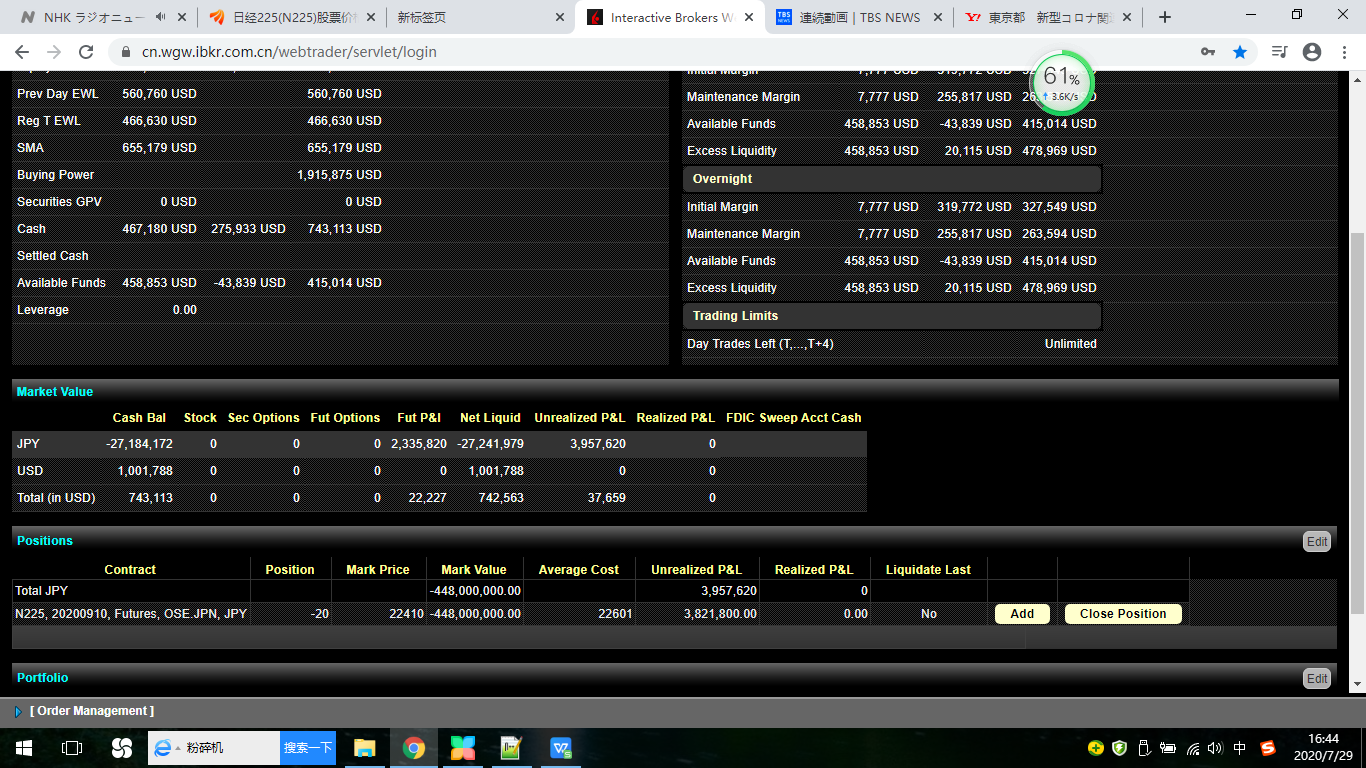 NHK ラジオニュー
日经225(N225)股票价
新标签页
Interactive Brokers W
連続動画 | TBS NEWS
東京都 新型コロナ関
cn.wgw.ibkr.com.cn/webtrader/servlet/login
61%
3.6K/s
Prev Day EWL 560,760 USD 560,760 USD
Reg T EWL 466,630 USD 466,630 USD
SMA 655,179 USD 655,179 USD
Buying Power 1,915,875 USD
Securities GPV 0 USD 0 USD
Cash 467,180 USD 275,933 USD 743,113 USD
Settled Cash
Available Funds 458,853 USD -43,839 USD 415,014 USD
Leverage 0.00
Initial Margin 7,777 USD 319,772 USD
Maintenance Margin 7,777 USD 255,817 USD
Available Funds 458,853 USD -43,839 USD 415,014 USD
Excess Liquidity 458,853 USD 20,115 USD 478,969 USD
Overnight
Initial Margin 7,777 USD 319,772 USD 327,549 USD
Maintenance Margin 7,777 USD 255,817 USD 263,594 USD
Available Funds 458,853 USD -43,839 USD 415,014 USD
Excess Liquidity 458,853 USD 20,115 USD 478,969 USD
Trading Limits
Day Trades Left (T,...,T+4) Unlimited
Market Value
Cash Bal Stock Sec Options Fut Options Fut P&l Net Liquid Unrealized P&L Realized P&L FDIC Sweep Acct Cash
JPY -27,184,172 0 0 0 2,335,820 -27,241,979 3,957,620 0
USD 1,001,788 0 0 0 0 1,001,788 0 0
Total (in USD) 743,113 0 0 0 22,227 742,563 37,659 0
Positions
Edit
Contract Position Mark Price Mark Value Average Cost Unrealized P&L Realized P&L Liquidate Last
Total JPY -448,000,000.00 3,957,620 0
N225, 20200910, Futures, OSE.JPN, JPY -20 22410 -448,000,000.00 22601 3,821,800.00 0.00 No Add Close Position
Portfolio
Edit
[ Order Management ]
粉碎机
搜索一下
中
16:44
2020/7/29